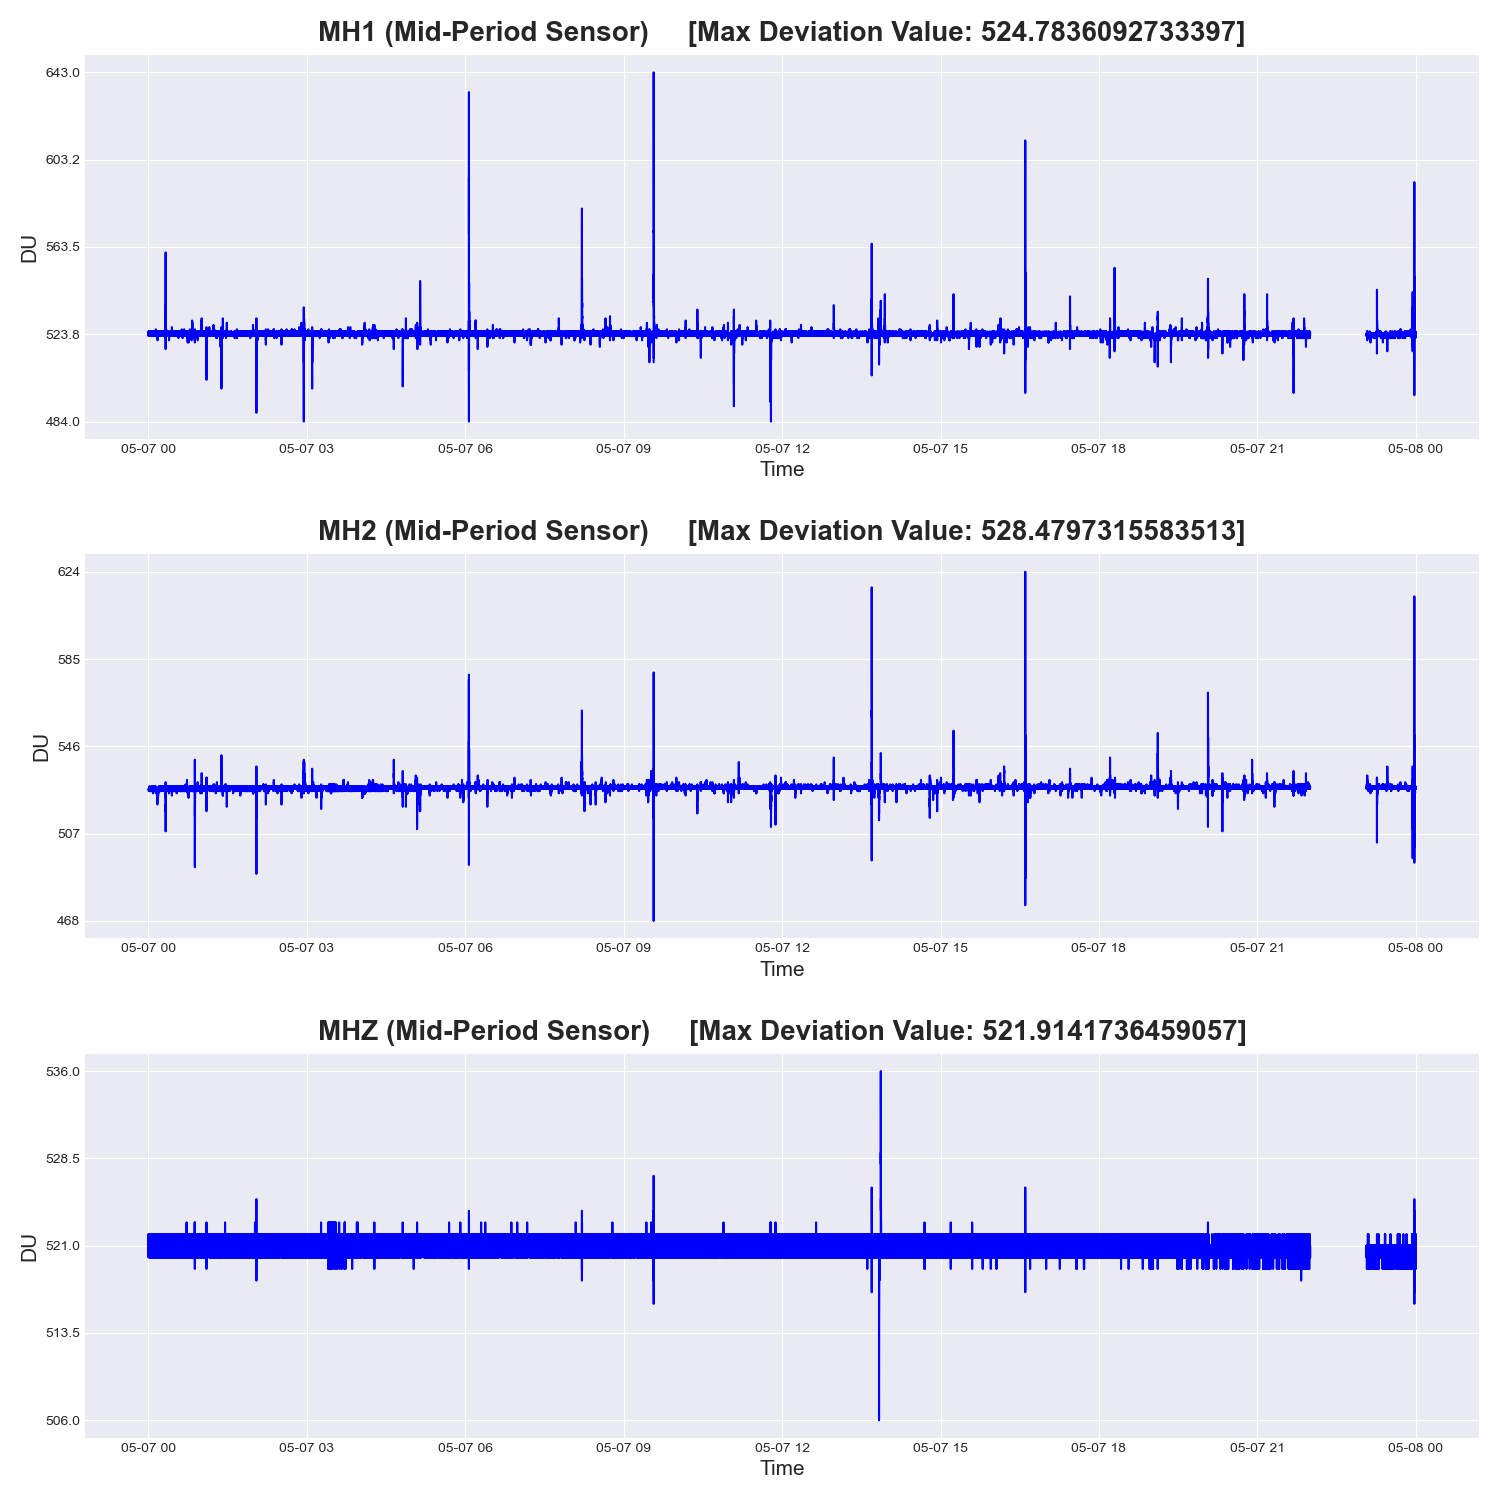 MH1 (Mid-Period Sensor) [Max Deviation Value: 524.7836092733397]
643.0
603.2
563.5
523.8
484.0
DU
05-07 00 05-07 03 05-07 06 05-07 09 05-07 12 05-07 15 05-07 18 05-07 21 05-08 00
Time
MH2 (Mid-Period Sensor) [Max Deviation Value: 528.4797315583513]
624
585
546
507
468
DU
05-07 00 05-07 03 05-07 06 05-07 09 05-07 12 05-07 15 05-07 18 05-07 21 05-08 00
Time
MHZ (Mid-Period Sensor) [Max Deviation Value: 521.9141736459057]
536.0
528.5
521.0
513.5
506.0
DU
05-07 00 05-07 03 05-07 06 05-07 09 05-07 12 05-07 15 05-07 18 05-07 21 05-08 00
Time